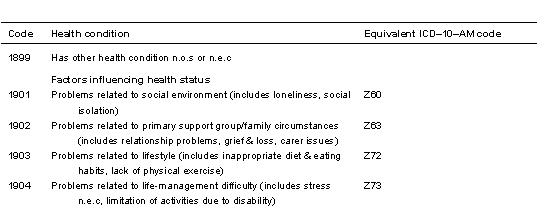 Code Health condition Equivalent ICD–10–AM code
1899 Has other health condition n.o.s or n.e.c
Factors influencing health status
1901 Problems related to social environment (includes loneliness, social Z60
isolation)
1902 Problems related to primary support group/family circumstances Z63
(includes relationship problems, grief & loss, carer issues)
1903 Problems related to lifestyle (includes inappropriate diet & eating Z72
habits, lack of physical exercise)
1904 Problems related to life-management difficulty (includes stress Z73
n.e.c, limitation of activities due to disability)